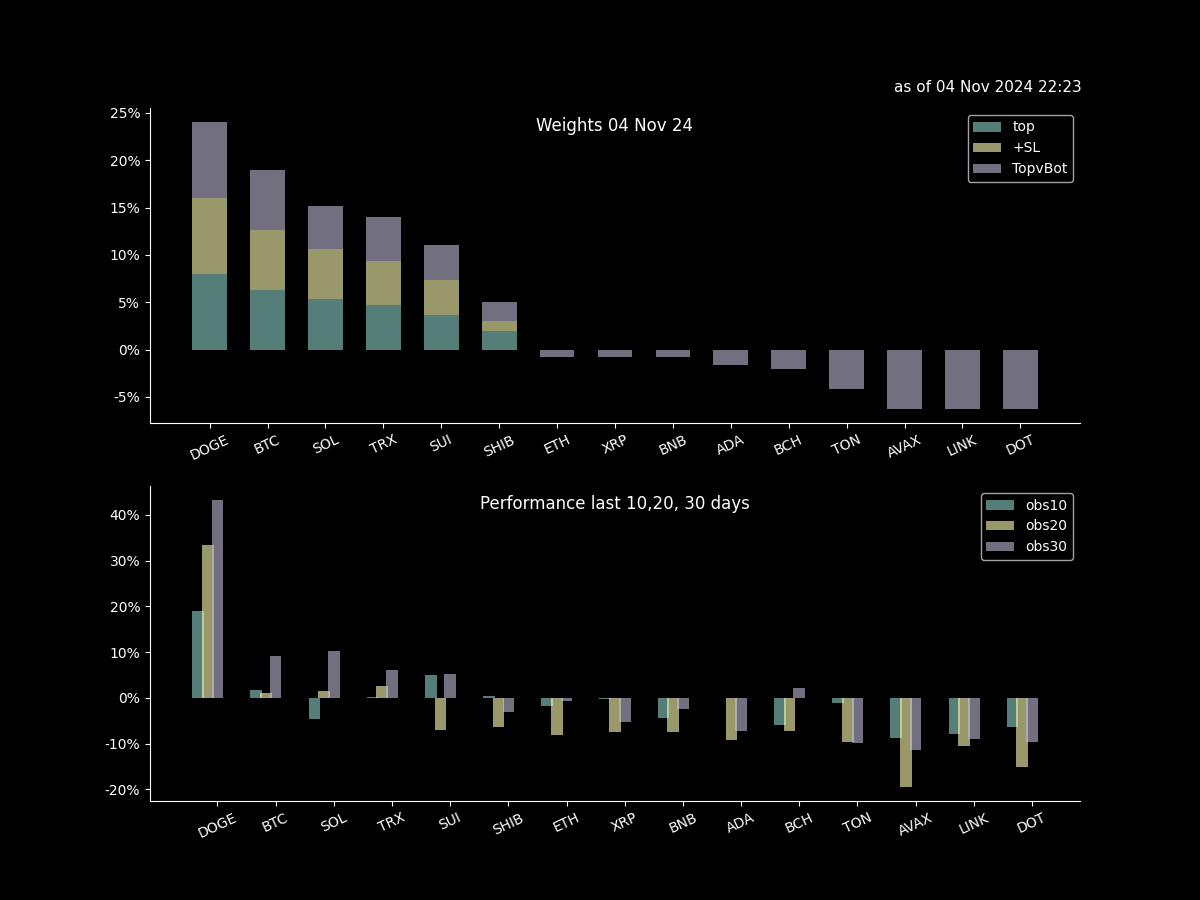 as of 04 Nov 2024 22:23
Weights 04 Nov 24
top
+SL
TopvBot
25%
20%
15%
10%
5%
0%
-5%
DOGE BTC SOL TRX SUI SHIB ETH XRP BNB ADA BCH TON AVAX LINK DOT
Performance last 10,20, 30 days
obs10
obs20
obs30
40%
30%
20%
10%
0%
-10%
-20%
DOGE BTC SOL TRX SUI SHIB ETH XRP BNB ADA BCH TON AVAX LINK DOT